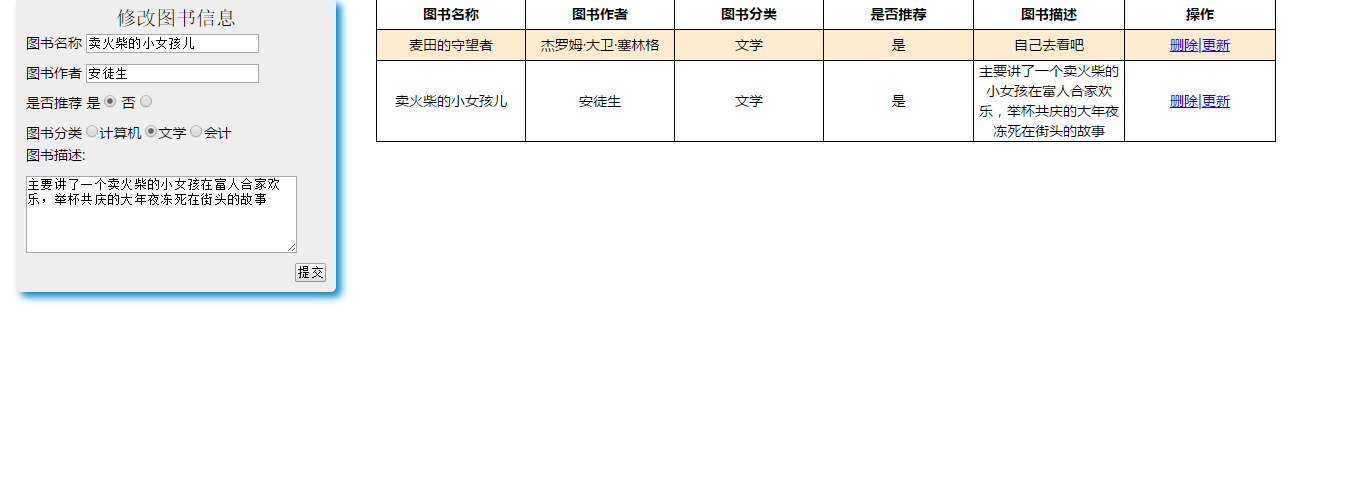 修改图书信息
图书名称 卖火柴的小女孩儿
图书作者 安徒生
是否推荐 是 否
图书分类 计算机 文学 会计
图书描述:
主要讲了一个卖火柴的小女孩在富人合家欢
乐，举杯共庆的大年夜冻死在街头的故事
提交
图书名称 图书作者 图书分类 是否推荐 图书描述 操作
麦田的守望者 杰罗姆·大卫·塞林格 文学 是 自己去看吧 删除|更新
卖火柴的小女孩儿 安徒生 文学 是 主要讲了一个卖火柴的
小女孩在富人合家欢
乐，举杯共庆的大年夜
冻死在街头的故事
删除|更新